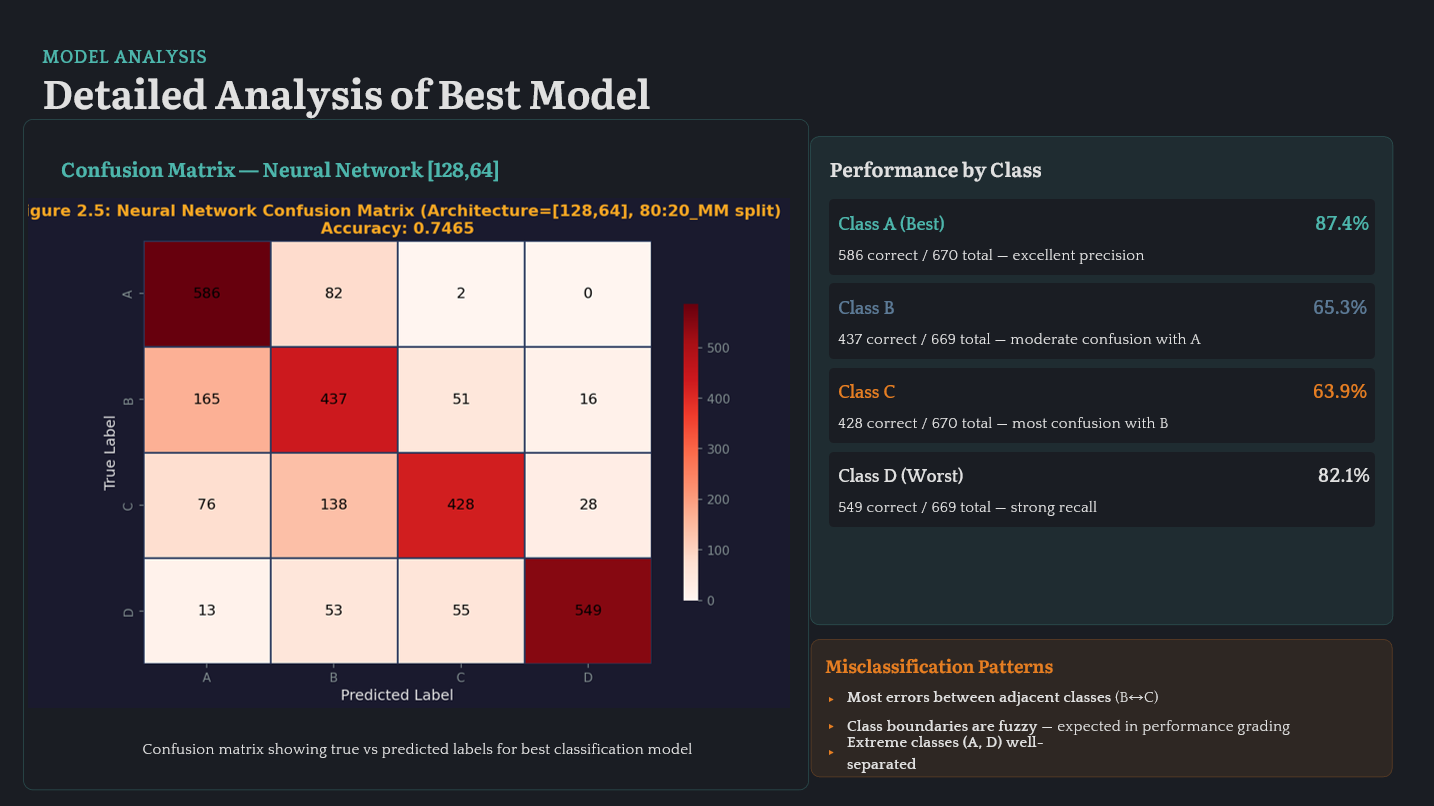 MODEL ANALYSIS
Detailed Analysis of Best Model
Confusion Matrix — Neural Network [128,64]
igure 2.5: Neural Network Confusion Matrix (Architecture=[128,64], 80:20_MM split)
Accuracy: 0.7465
A 586 82 2 0
B 165 437 51 16
C 76 138 428 28
D 13 53 55 549
A B C D
True Label
Predicted Label
500
400
300
200
100
0
Confusion matrix showing true vs predicted labels for best classification model
Performance by Class
Class A (Best) 87.4%
586 correct / 670 total — excellent precision
Class B 65.3%
437 correct / 669 total — moderate confusion with A
Class C 63.9%
428 correct / 670 total — most confusion with B
Class D (Worst) 82.1%
549 correct / 669 total — strong recall
Misclassification Patterns
▸ Most errors between adjacent classes (B↔C)
▸ Class boundaries are fuzzy — expected in performance grading
▸ Extreme classes (A, D) well-
separated